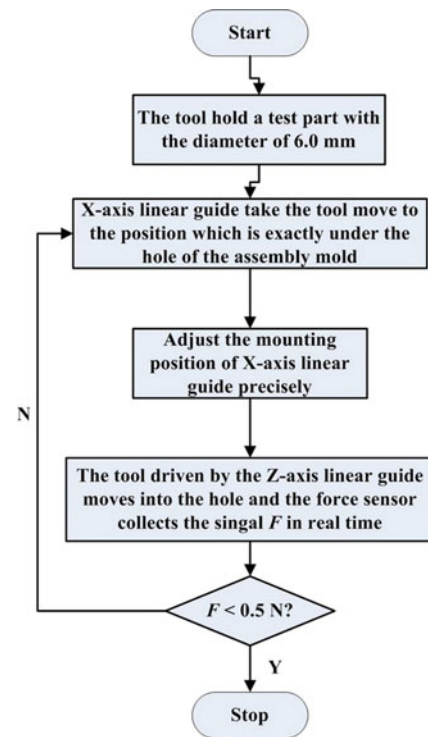 Start
The tool hold a test part with
the diameter of 6.0 mm
X-axis linear guide take the tool move to
the position which is exactly under the
hole of the assembly mold
Adjust the mounting
position of X-axis linear
guide precisely
N
The tool driven by the Z-axis linear guide
moves into the hole and the force sensor
collects the singal F in real time
F < 0.5 N?
Y
Stop